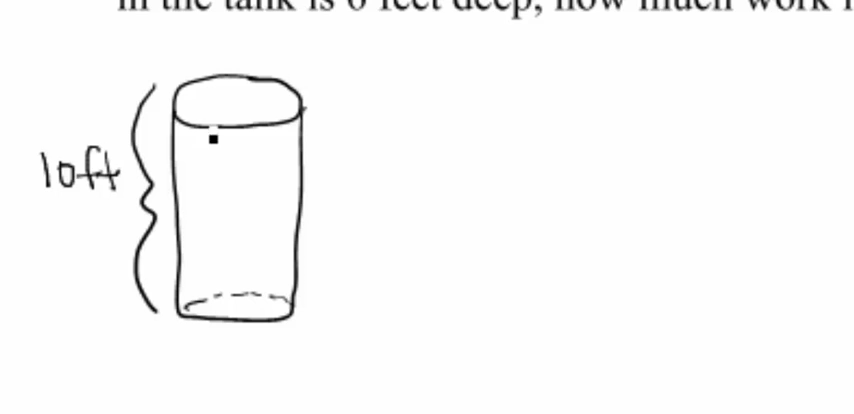 in the tank is 6 feet deep, how much work i
10ft